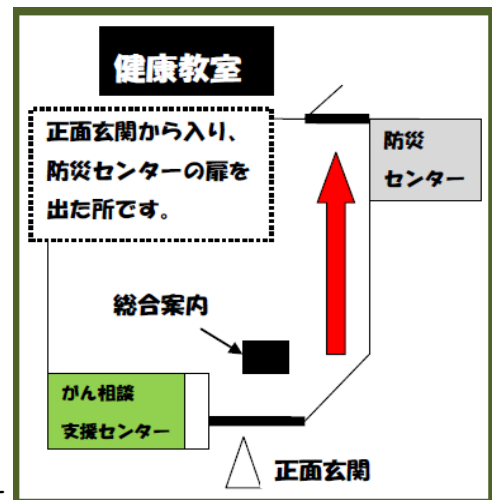 健康教室
正面玄関から入り、
防災センターの扉を
出た所です。
防災
センター
総合案内
がん相談
支援センター
正面玄関